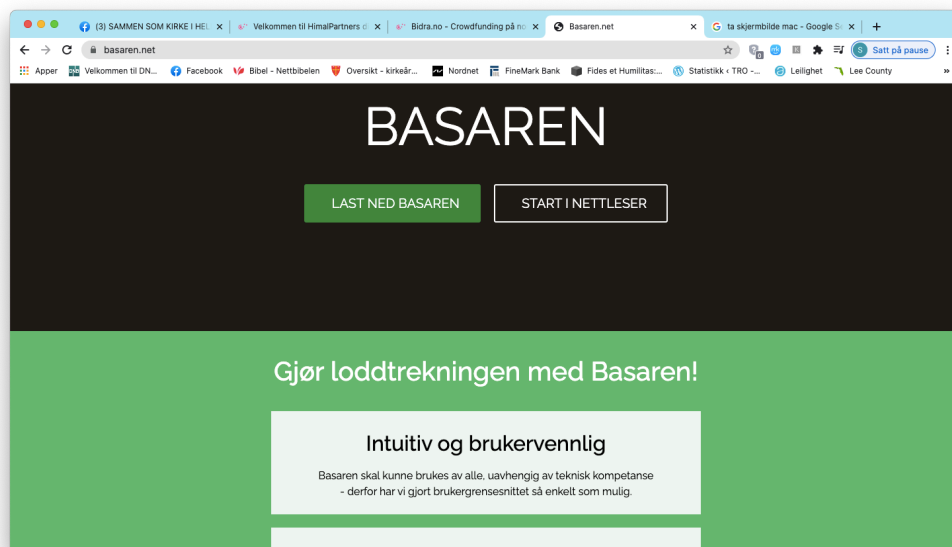 (3) SAMMEN SOM KIRKE I HEL
Velkommen til HimalPartners d
Bidra.no - Crowdfunding på no
Basaren.net
ta skjermbilde mac - Google S
basaren.net
Satt på pause
Apper
Velkommen til DN...
Facebook
Bibel - Nettbibelen
Oversikt - kirkeår...
Nordnet
FineMark Bank
Fides et Humilitas:...
Statistikk ‹ TRO -...
Leilighet
Lee County
BASAREN
LAST NED BASAREN
START I NETTLESER
Gjør loddtrekningen med Basaren!
Intuitiv og brukervennlig
Basaren skal kunne brukes av alle, uavhengig av teknisk kompetanse
- derfor har vi gjort brukergrensesnittet så enkelt som mulig.